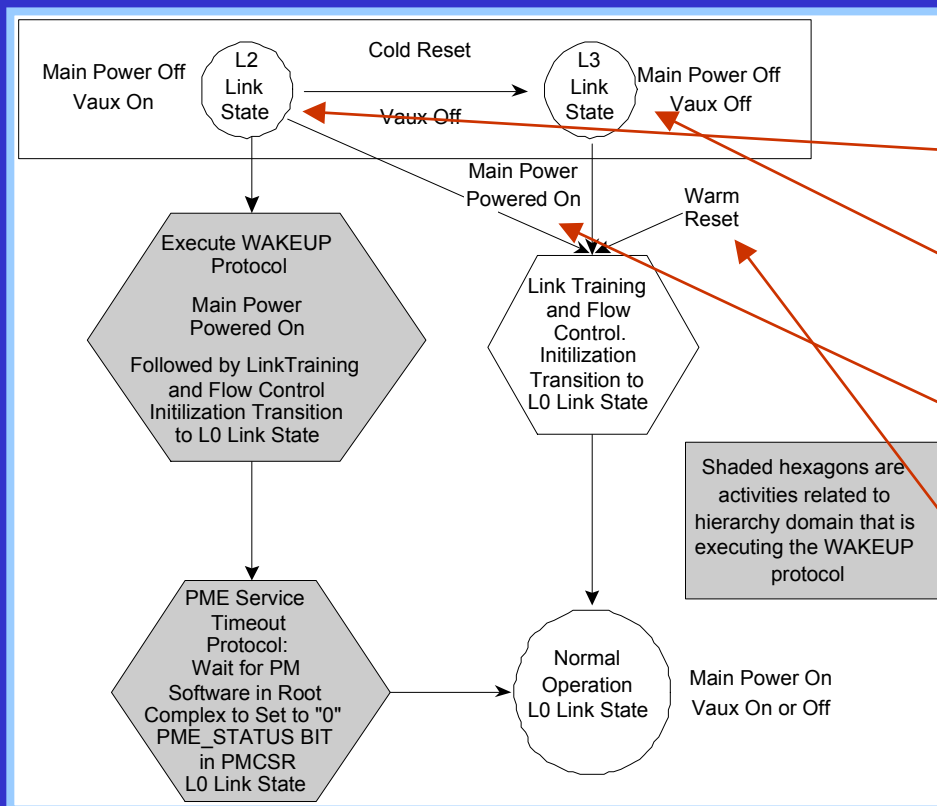 Main Power Off
Vaux On
L2
Link
State
Cold Reset
Vaux Off
L3
Link
State
Main Power Off
Vaux Off
Main Power
Powered On
Warm
Reset
Execute WAKEUP
Protocol
Main Power
Powered On
Followed by LinkTraining
and Flow Control
Initilization Transition
to L0 Link State
Link Training
and Flow
Control.
Initilization
Transition to
L0 Link State
Shaded hexagons are
activities related to
hierarchy domain that is
executing the WAKEUP
protocol
PME Service
Timeout
Protocol:
Wait for PM
Software in Root
Complex to Set to "0"
PME_STATUS BIT
in PMCSR
L0 Link State
Normal
Operation
L0 Link State
Main Power On
Vaux On or Off